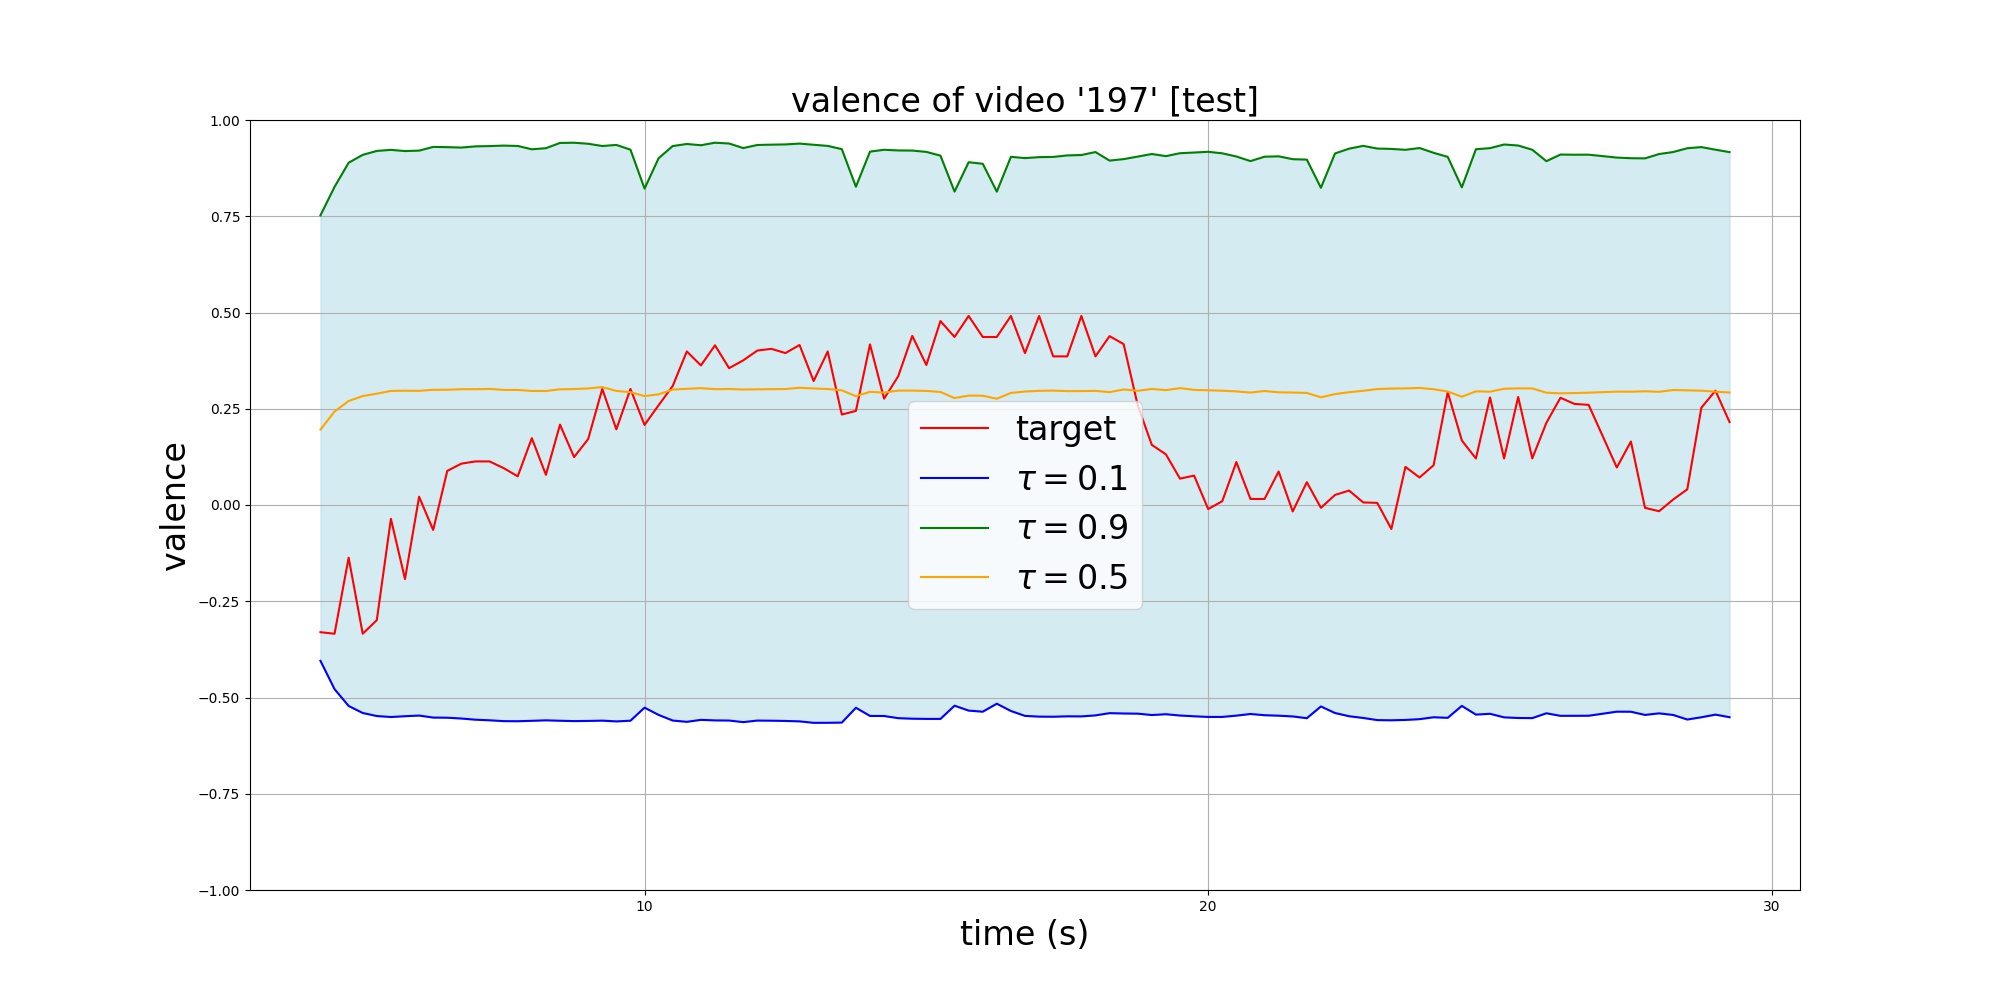 valence of video '197' [test]
1.00
0.75
0.50
0.25
0.00
−0.25
−0.50
−0.75
−1.00
valence
target
τ = 0.1
τ = 0.9
τ = 0.5
10
20
30
time (s)